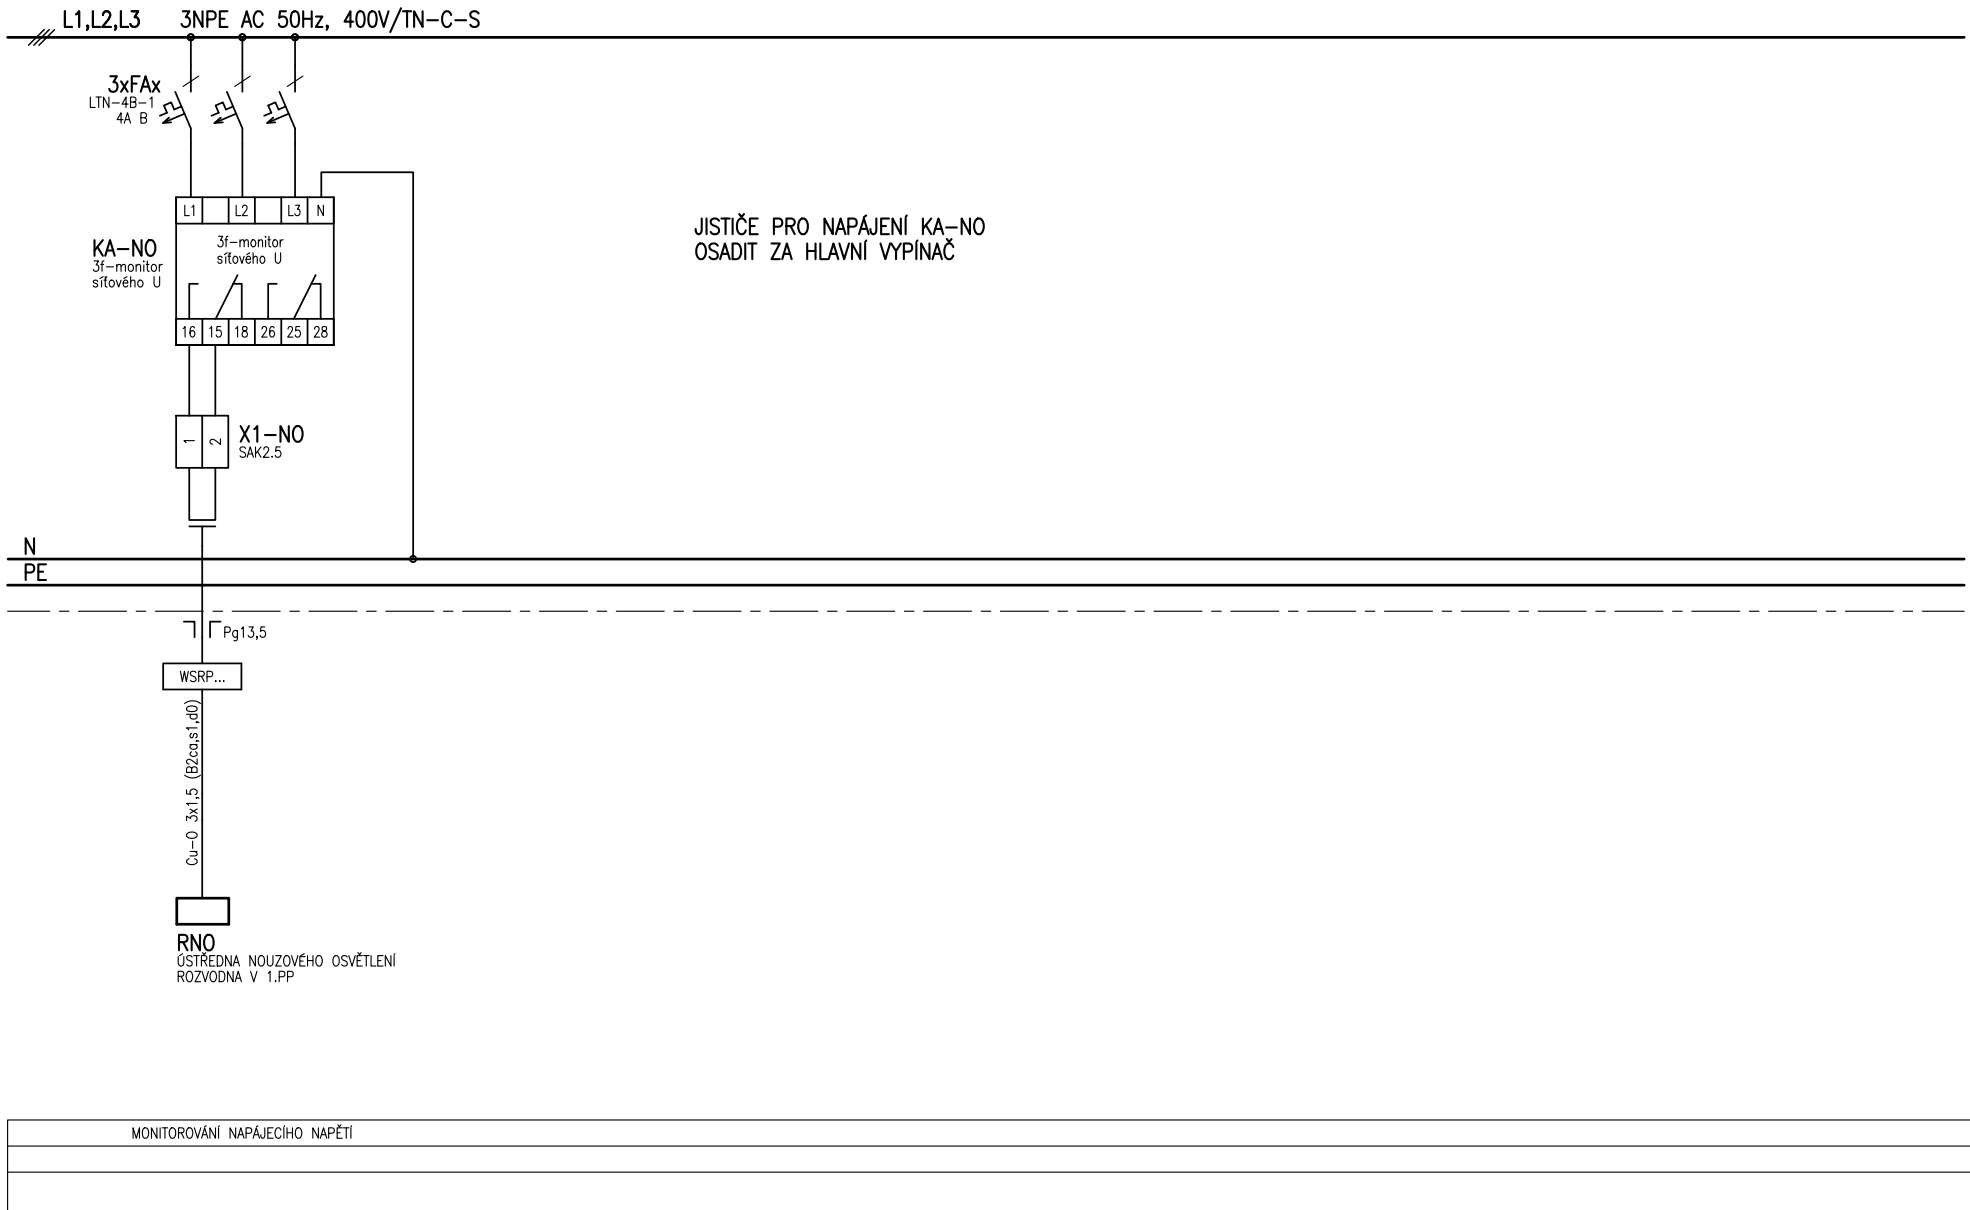 L1,L2,L3 3NPE AC 50Hz, 400V/TN-C-S
3xFAx
LTN-4B-1
4A B
L1 L2 L3 N
KA-NO
3f-monitor
síťového U
3f-monitor
síťového U
16 15 18 26 25 28
JISTIČE PRO NAPÁJENÍ KA-NO
OSADIT ZA HLAVNÍ VYPÍNAČ
1 2
X1-NO
SAK2.5
N
PE
Pg13,5
WSRP...
Cu-O 3x1,5 (B2ca,s1,d0)
RNO
ÚSTŘEDNA NOUZOVÉHO OSVĚTLENÍ
ROZVODNA V 1.PP
MONITOROVÁNÍ NAPÁJECÍHO NAPĚTÍ